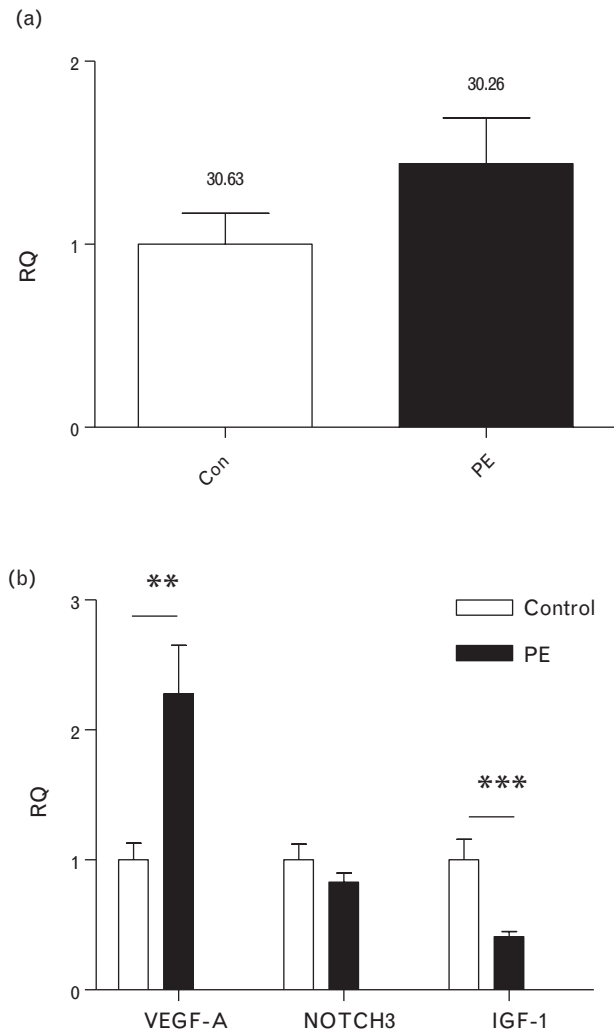 (a)
2
30.26
30.63
1
RQ
0
Con
PE
(b)
3
**
Control
PE
2
***
RQ
1
0
VEGF-A
NOTCH3
IGF-1